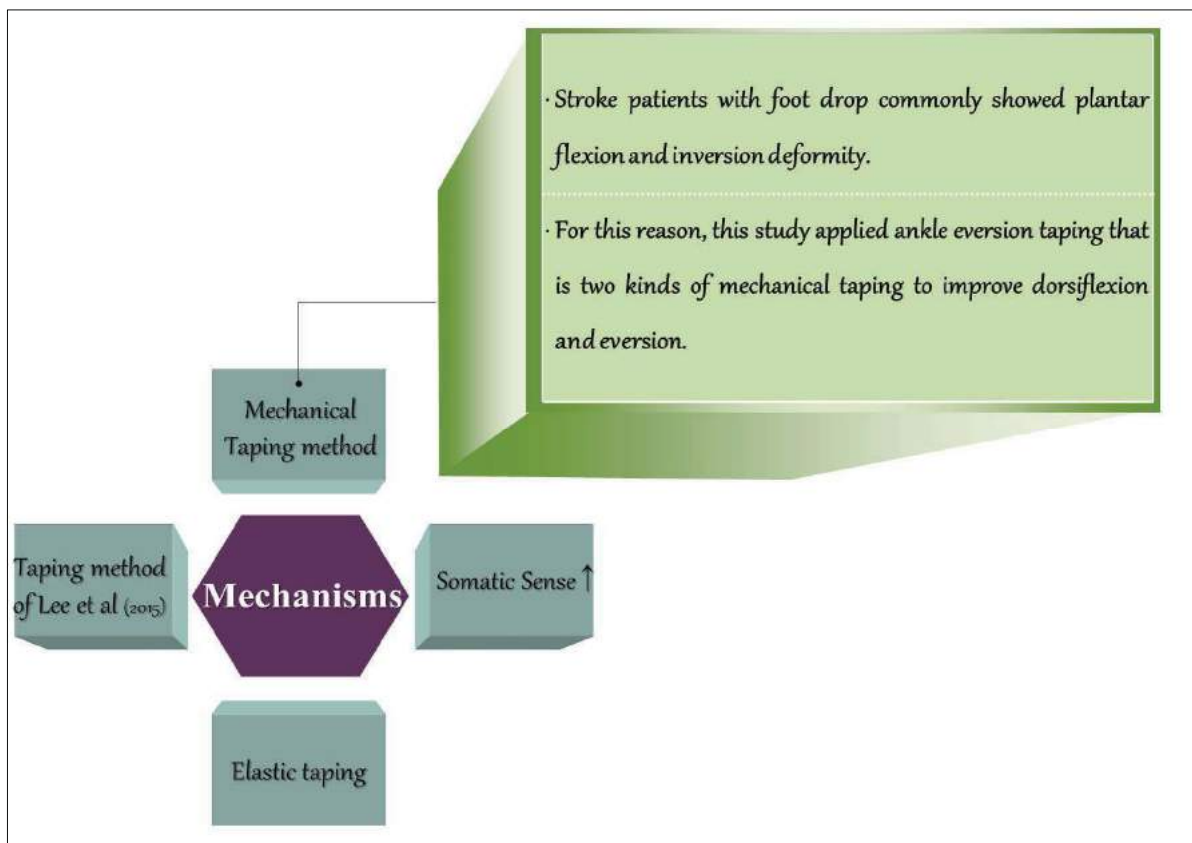 · Stroke patients with foot drop commonly showed plantar
flexion and inversion deformity.
· For this reason, this study applied ankle eversion taping that
is two kinds of mechanical taping to improve dorsiflexion
and eversion.
Mechanical
Taping method
Taping method
of Lee et al (2015)
Mechanisms
Somatic Sense ↑
Elastic taping